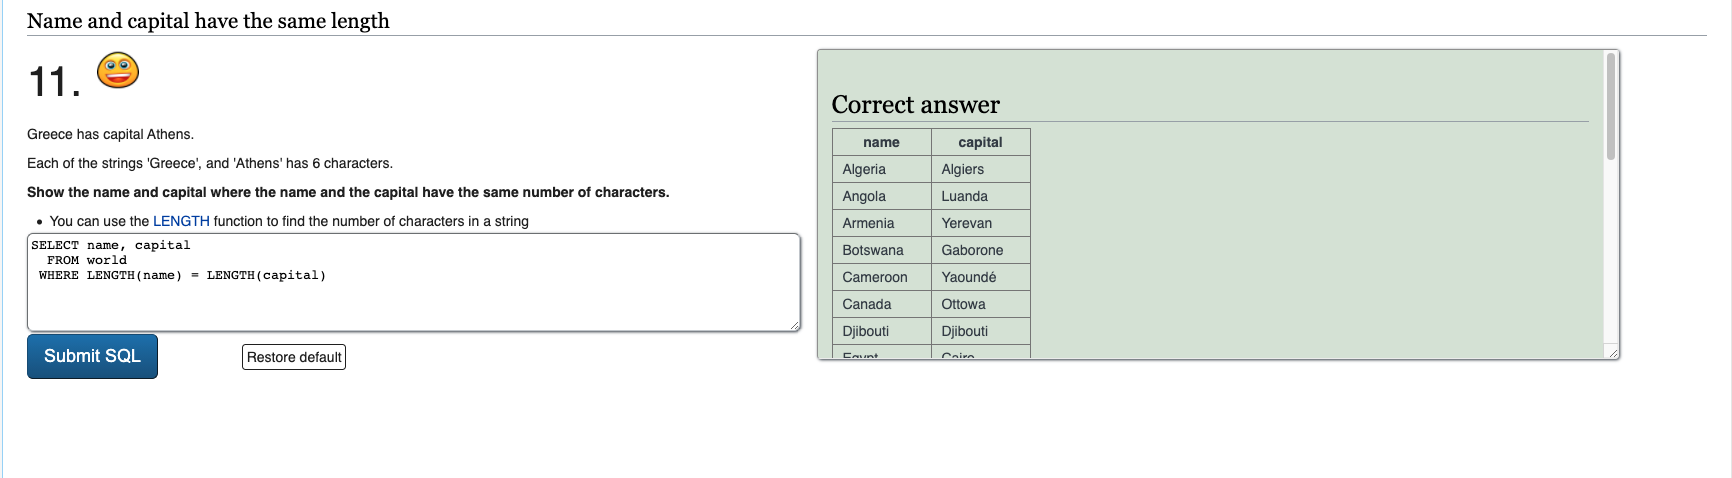 Name and capital have the same length
11.
Greece has capital Athens.
Each of the strings 'Greece', and 'Athens' has 6 characters.
Show the name and capital where the name and the capital have the same number of characters.
• You can use the LENGTH function to find the number of characters in a string
SELECT name, capital
FROM world
WHERE LENGTH(name) = LENGTH(capital)
Submit SQL
Restore default
Correct answer
name capital
Algeria Algiers
Angola Luanda
Armenia Yerevan
Botswana Gaborone
Cameroon Yaoundé
Canada Ottowa
Djibouti Djibouti
Egypt Cairo